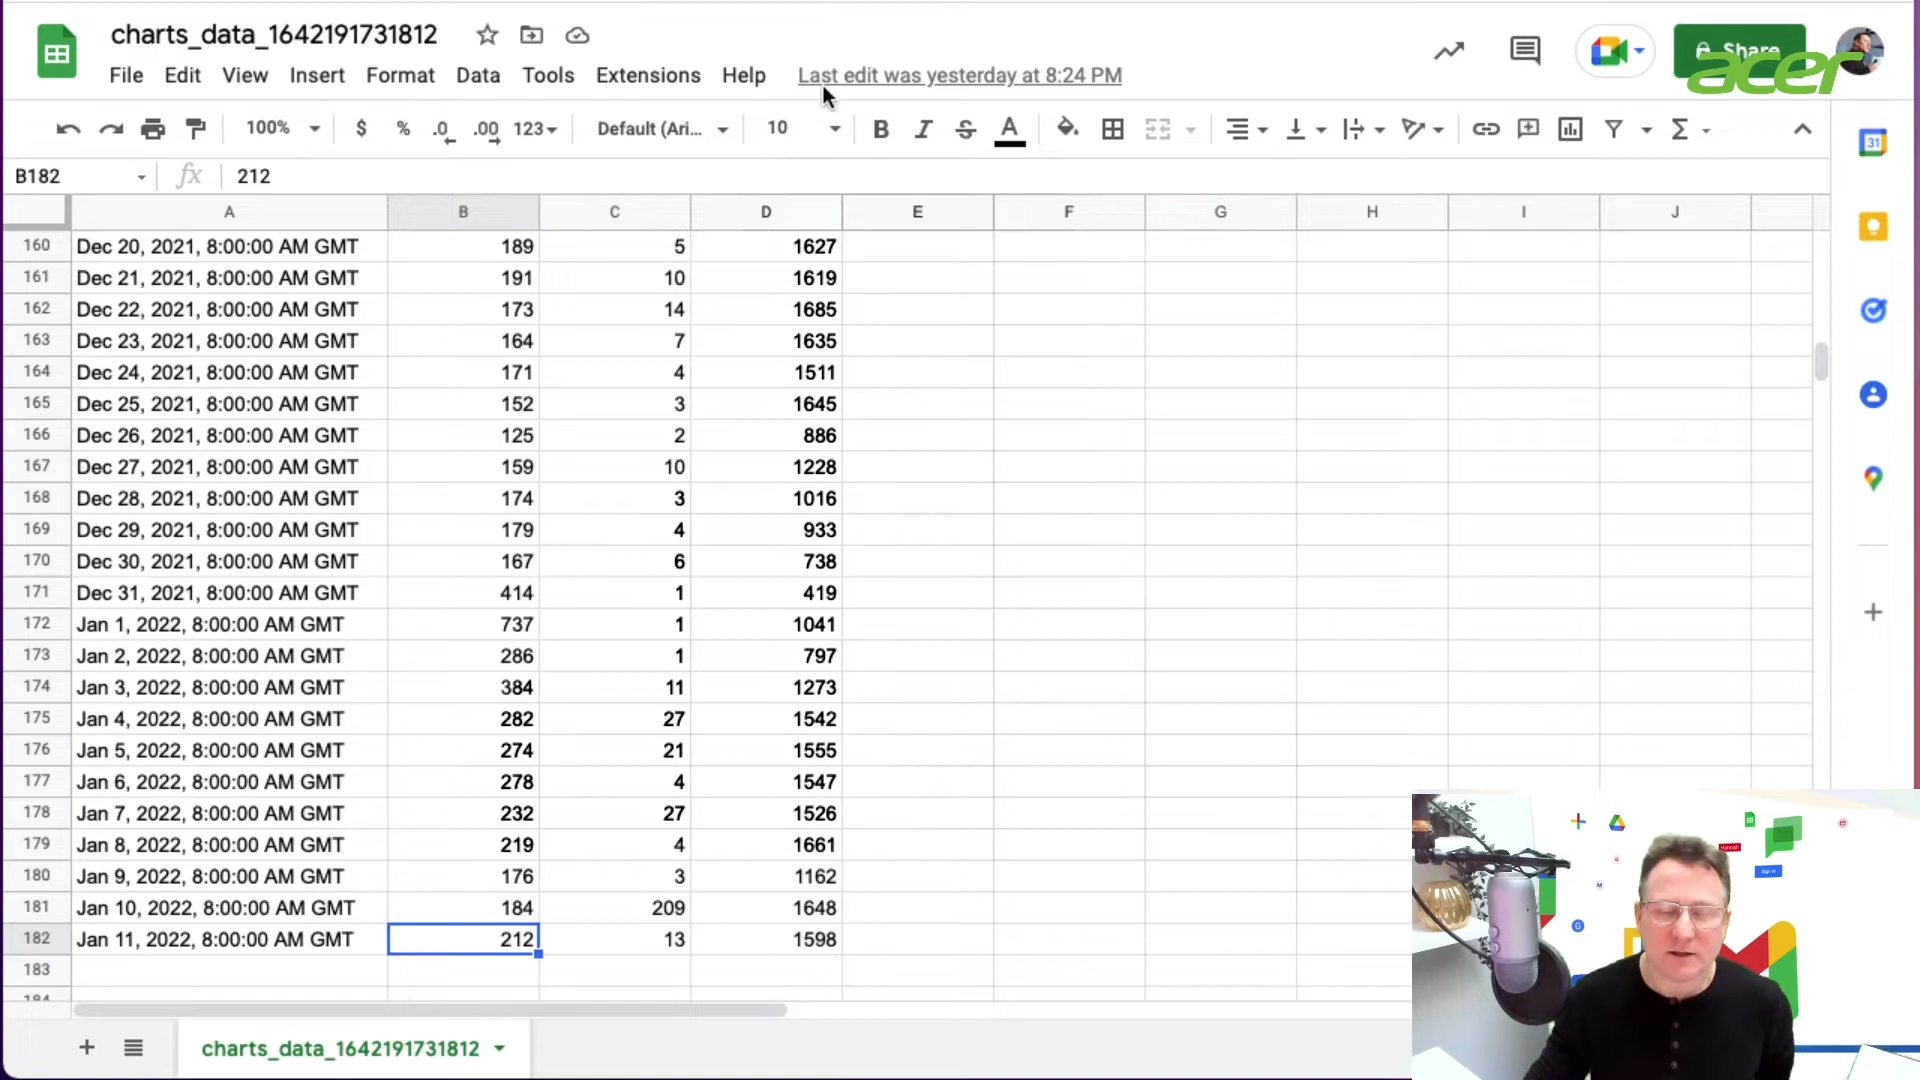 charts_data_1642191731812
Share
acer
File Edit View Insert Format Data Tools Extensions Help Last edit was yesterday at 8:24 PM
100% $ % .0 .00 123 Default (Ari... 10 B I S A Σ
31
B182 fx 212
A B C D E F G H I J
160 Dec 20, 2021, 8:00:00 AM GMT 189 5 1627
161 Dec 21, 2021, 8:00:00 AM GMT 191 10 1619
162 Dec 22, 2021, 8:00:00 AM GMT 173 14 1685
163 Dec 23, 2021, 8:00:00 AM GMT 164 7 1635
164 Dec 24, 2021, 8:00:00 AM GMT 171 4 1511
165 Dec 25, 2021, 8:00:00 AM GMT 152 3 1645
166 Dec 26, 2021, 8:00:00 AM GMT 125 2 886
167 Dec 27, 2021, 8:00:00 AM GMT 159 10 1228
168 Dec 28, 2021, 8:00:00 AM GMT 174 3 1016
169 Dec 29, 2021, 8:00:00 AM GMT 179 4 933
170 Dec 30, 2021, 8:00:00 AM GMT 167 6 738
171 Dec 31, 2021, 8:00:00 AM GMT 414 1 419
172 Jan 1, 2022, 8:00:00 AM GMT 737 1 1041
173 Jan 2, 2022, 8:00:00 AM GMT 286 1 797
174 Jan 3, 2022, 8:00:00 AM GMT 384 11 1273
175 Jan 4, 2022, 8:00:00 AM GMT 282 27 1542
176 Jan 5, 2022, 8:00:00 AM GMT 274 21 1555
177 Jan 6, 2022, 8:00:00 AM GMT 278 4 1547
178 Jan 7, 2022, 8:00:00 AM GMT 232 27 1526
179 Jan 8, 2022, 8:00:00 AM GMT 219 4 1661
180 Jan 9, 2022, 8:00:00 AM GMT 176 3 1162
181 Jan 10, 2022, 8:00:00 AM GMT 184 209 1648
182 Jan 11, 2022, 8:00:00 AM GMT 212 13 1598
183
184
Hannah
Sign in
M
G
charts_data_1642191731812